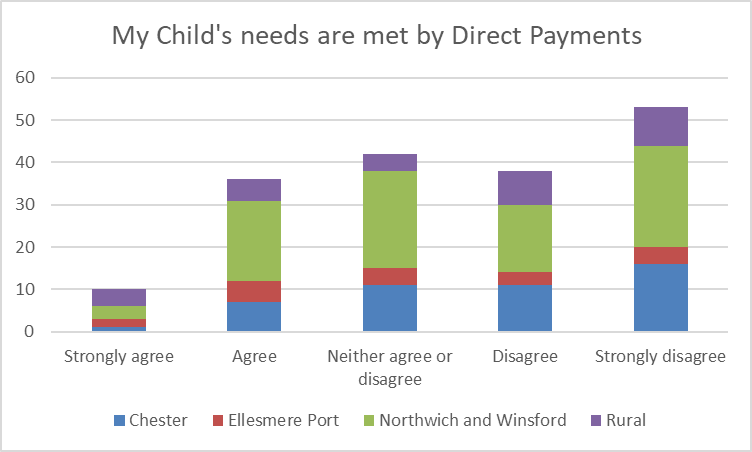 My Child's needs are met by Direct Payments
60
50
40
30
20
10
0
Strongly agree
Agree
Neither agree or
disagree
Disagree
Strongly disagree
Chester
Ellesmere Port
Northwich and Winsford
Rural